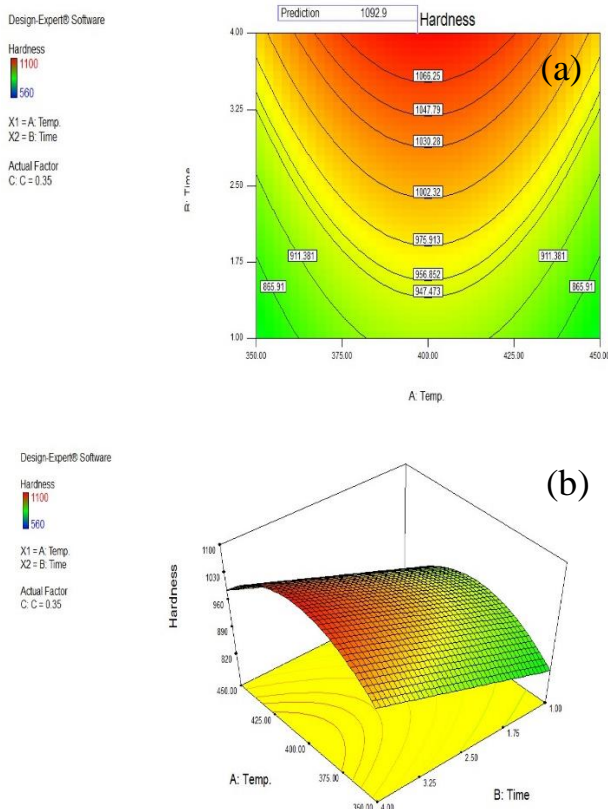 Design-Expert® Software
Prediction 1092.9
Hardness
Hardness
1100
560
X1 = A: Temp.
X2 = B: Time
Actual Factor
C: C = 0.35
(a)
4.00
3.25
2.50
1.75
1.00
B: Time
1066.25
1047.79
1030.28
1002.32
975.913
956.852
947.473
911.381
911.381
865.91
865.91
350.00 375.00 400.00 425.00 450.00
A: Temp.
Design-Expert® Software
Hardness
1100
560
X1 = A: Temp.
X2 = B: Time
Actual Factor
C: C = 0.35
(b)
Hardness
1100
1030
960
890
820
450.00
425.00
400.00
375.00
350.00
A: Temp.
1.00
1.75
2.50
3.25
4.00
B: Time